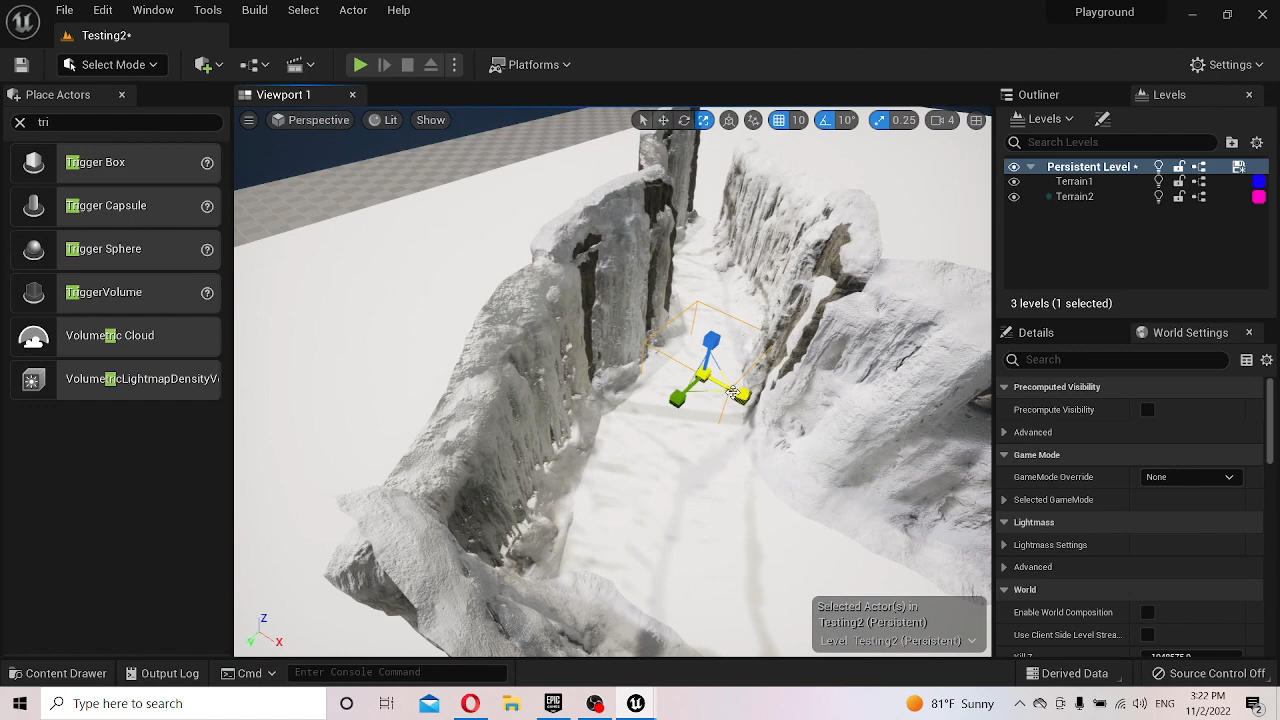 File Edit Window Tools Build Select Actor Help
Playground
Testing2•
Select Mode
Platforms
Settings
Place Actors
Viewport 1
Outliner
Levels
tri
Perspective
Lit
Show
10
10°
0.25
4
Levels
Search Levels
Trigger Box
Trigger Capsule
Trigger Sphere
TriggerVolume
Volumetric Cloud
VolumetricLightmapDensityV
Persistent Level •
Terrain1
Terrain2
3 levels (1 selected)
Details
World Settings
Search
Precomputed Visibility
Precompute Visibility
Advanced
Game Mode
GameMode Override
None
Selected GameMode
Lightmass
Lightmass Settings
Advanced
World
Enable World Composition
Use Client Side Level Strea...
Z
Y
X
Selected Actor(s) in
Testing2 (Persistent)
Level Testing2 (Persistent)
Content Drawer
Output Log
Cmd
Enter Console Command
Derived Data
Source Control Off
Type here to search
EPIC GAMES
81°F Sunny
3:22 PM
11/2/2022
2